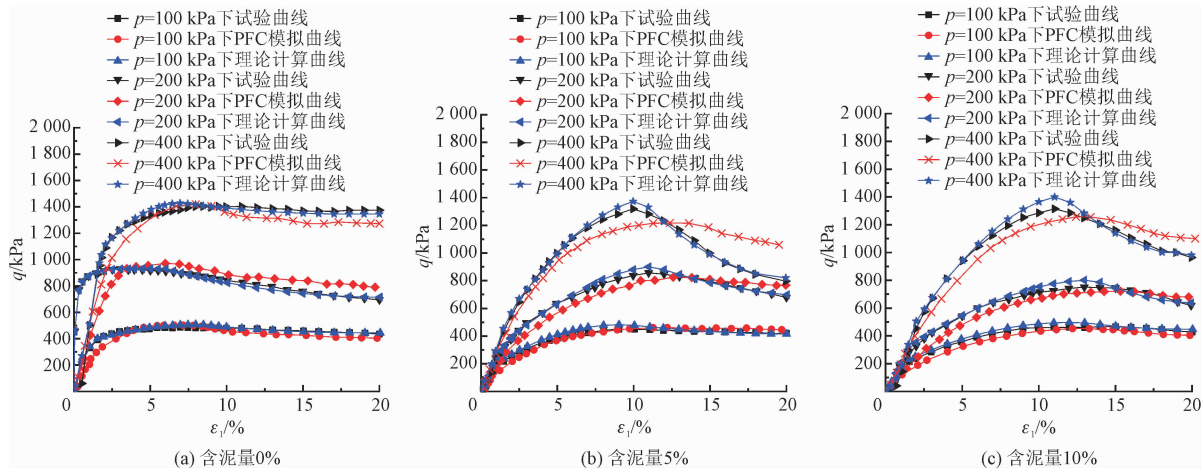 p=100 kPa下试验曲线
p=100 kPa下PFC模拟曲线
p=100 kPa下理论计算曲线
p=200 kPa下试验曲线
p=200 kPa下PFC模拟曲线
p=200 kPa下理论计算曲线
p=400 kPa下试验曲线
p=400 kPa下PFC模拟曲线
p=400 kPa下理论计算曲线
2 000
1 800
1 600
1 400
1 200
1 000
800
600
400
200
q/kPa
0 5 10 15 20
ε₁/%
(a) 含泥量0%
p=100 kPa下试验曲线
p=100 kPa下PFC模拟曲线
p=100 kPa下理论计算曲线
p=200 kPa下试验曲线
p=200 kPa下PFC模拟曲线
p=200 kPa下理论计算曲线
p=400 kPa下试验曲线
p=400 kPa下PFC模拟曲线
p=400 kPa下理论计算曲线
2 000
1 800
1 600
1 400
1 200
1 000
800
600
400
200
q/kPa
0 5 10 15 20
ε₁/%
(b) 含泥量5%
p=100 kPa下试验曲线
p=100 kPa下PFC模拟曲线
p=100 kPa下理论计算曲线
p=200 kPa下试验曲线
p=200 kPa下PFC模拟曲线
p=200 kPa下理论计算曲线
p=400 kPa下试验曲线
p=400 kPa下PFC模拟曲线
p=400 kPa下理论计算曲线
2 000
1 800
1 600
1 400
1 200
1 000
800
600
400
200
q/kPa
0 5 10 15 20
ε₁/%
(c) 含泥量10%